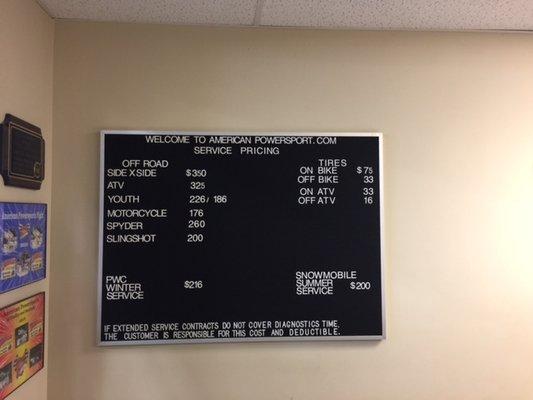 WELCOME TO AMERICAN POWERSPORT.COM
SERVICE PRICING
OFF ROAD
SIDE X SIDE $350
ATV 325
YOUTH 226/ 186
MOTORCYCLE 176
SPYDER 260
SLINGSHOT 200
TIRES
ON BIKE $75
OFF BIKE 33
ON ATV 33
OFF ATV 16
PWC
WINTER $216
SERVICE
SNOWMOBILE
SUMMER $200
SERVICE
IF EXTENDED SERVICE CONTRACTS DO NOT COVER DIAGNOSTICS TIME,
THE CUSTOMER IS RESPONSIBLE FOR THIS COST AND DEDUCTIBLE.